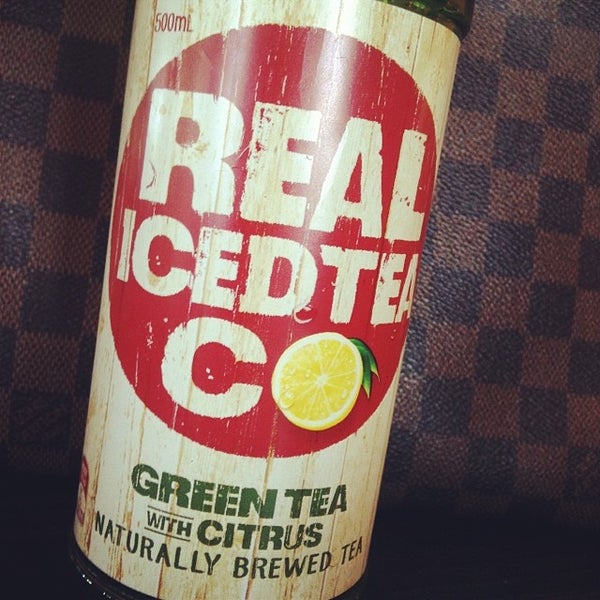 500mL
REAL
ICED TEA
CO
GREEN TEA
WITH CITRUS
NATURALLY BREWED TEA